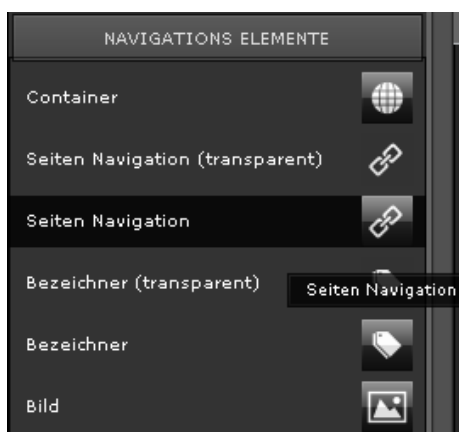 NAVIGATIONS ELEMENTE
Container
Seiten Navigation (transparent)
Seiten Navigation
Bezeichner (transparent)
Seiten Navigation
Bezeichner
Bild